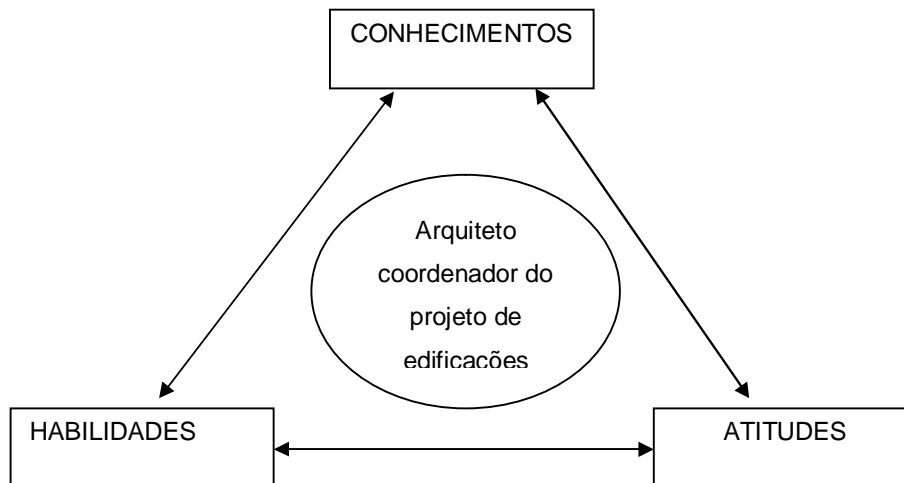 CONHECIMENTOS
Arquiteto
coordenador do
projeto de
edificações
HABILIDADES
ATITUDES